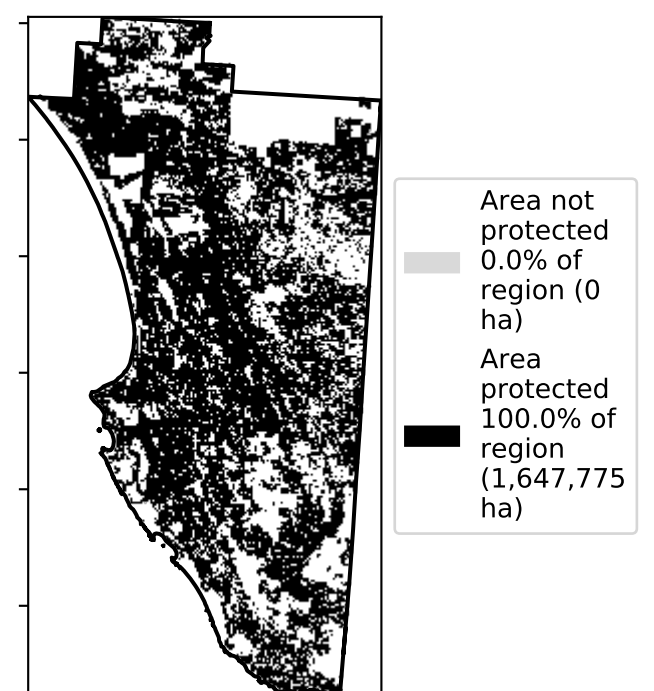 Area not
protected
0.0% of
region (0
ha)
Area
protected
100.0% of
region
(1,647,775
ha)